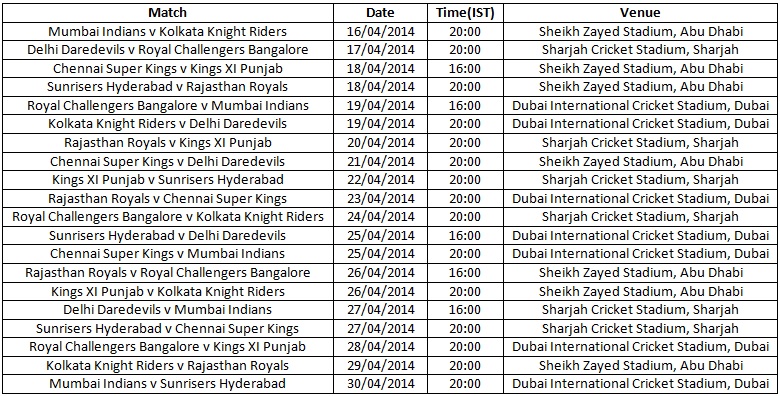 Match Date Time(IST) Venue
Mumbai Indians v Kolkata Knight Riders 16/04/2014 20:00 Sheikh Zayed Stadium, Abu Dhabi
Delhi Daredevils v Royal Challengers Bangalore 17/04/2014 20:00 Sharjah Cricket Stadium, Sharjah
Chennai Super Kings v Kings XI Punjab 18/04/2014 16:00 Sheikh Zayed Stadium, Abu Dhabi
Sunrisers Hyderabad v Rajasthan Royals 18/04/2014 20:00 Sheikh Zayed Stadium, Abu Dhabi
Royal Challengers Bangalore v Mumbai Indians 19/04/2014 16:00 Dubai International Cricket Stadium, Dubai
Kolkata Knight Riders v Delhi Daredevils 19/04/2014 20:00 Dubai International Cricket Stadium, Dubai
Rajasthan Royals v Kings XI Punjab 20/04/2014 20:00 Sharjah Cricket Stadium, Sharjah
Chennai Super Kings v Delhi Daredevils 21/04/2014 20:00 Sheikh Zayed Stadium, Abu Dhabi
Kings XI Punjab v Sunrisers Hyderabad 22/04/2014 20:00 Sharjah Cricket Stadium, Sharjah
Rajasthan Royals v Chennai Super Kings 23/04/2014 20:00 Dubai International Cricket Stadium, Dubai
Royal Challengers Bangalore v Kolkata Knight Riders 24/04/2014 20:00 Sharjah Cricket Stadium, Sharjah
Sunrisers Hyderabad v Delhi Daredevils 25/04/2014 16:00 Dubai International Cricket Stadium, Dubai
Chennai Super Kings v Mumbai Indians 25/04/2014 20:00 Dubai International Cricket Stadium, Dubai
Rajasthan Royals v Royal Challengers Bangalore 26/04/2014 16:00 Sheikh Zayed Stadium, Abu Dhabi
Kings XI Punjab v Kolkata Knight Riders 26/04/2014 20:00 Sheikh Zayed Stadium, Abu Dhabi
Delhi Daredevils v Mumbai Indians 27/04/2014 16:00 Sharjah Cricket Stadium, Sharjah
Sunrisers Hyderabad v Chennai Super Kings 27/04/2014 20:00 Sharjah Cricket Stadium, Sharjah
Royal Challengers Bangalore v Kings XI Punjab 28/04/2014 20:00 Dubai International Cricket Stadium, Dubai
Kolkata Knight Riders v Rajasthan Royals 29/04/2014 20:00 Sheikh Zayed Stadium, Abu Dhabi
Mumbai Indians v Sunrisers Hyderabad 30/04/2014 20:00 Dubai International Cricket Stadium, Dubai